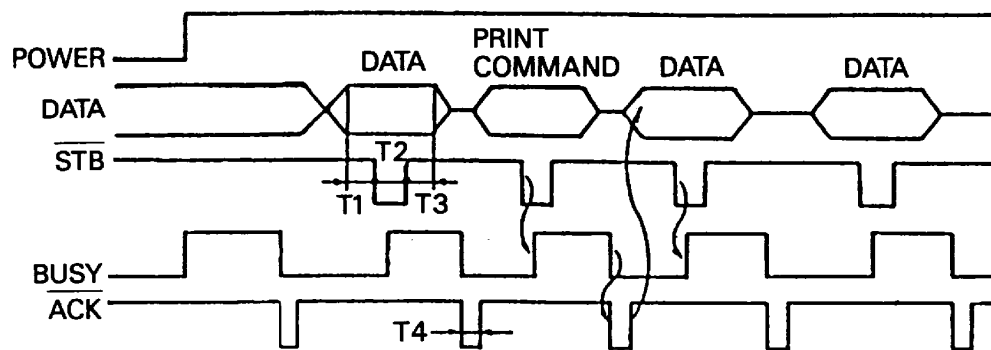 POWER
DATA
PRINT
COMMAND
DATA
DATA
DATA
STB
T2
T1
T3
BUSY
ACK
T4